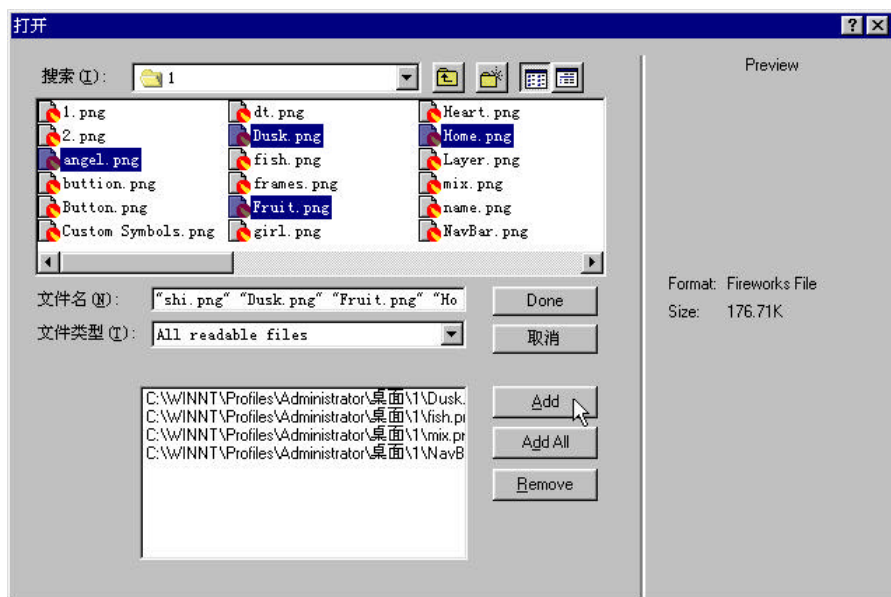 打开
搜索(I):
1
Preview
1.png
dt.png
Heart.png
2.png
Dusk.png
Home.png
angel.png
fish.png
Layer.png
buttion.png
frames.png
mix.png
Button.png
Fruit.png
name.png
Custom Symbols.png
girl.png
NavBar.png
文件名(N):
"shi.png" "Dusk.png" "Fruit.png" "Ho
Done
Format: Fireworks File
文件类型(T):
All readable files
取消
Size: 176.71K
C:\WINNT\Profiles\Administrator\桌面\1\Dusk.
C:\WINNT\Profiles\Administrator\桌面\1\fish.pr
C:\WINNT\Profiles\Administrator\桌面\1\mix.pr
C:\WINNT\Profiles\Administrator\桌面\1\NavB
Add
Add All
Remove